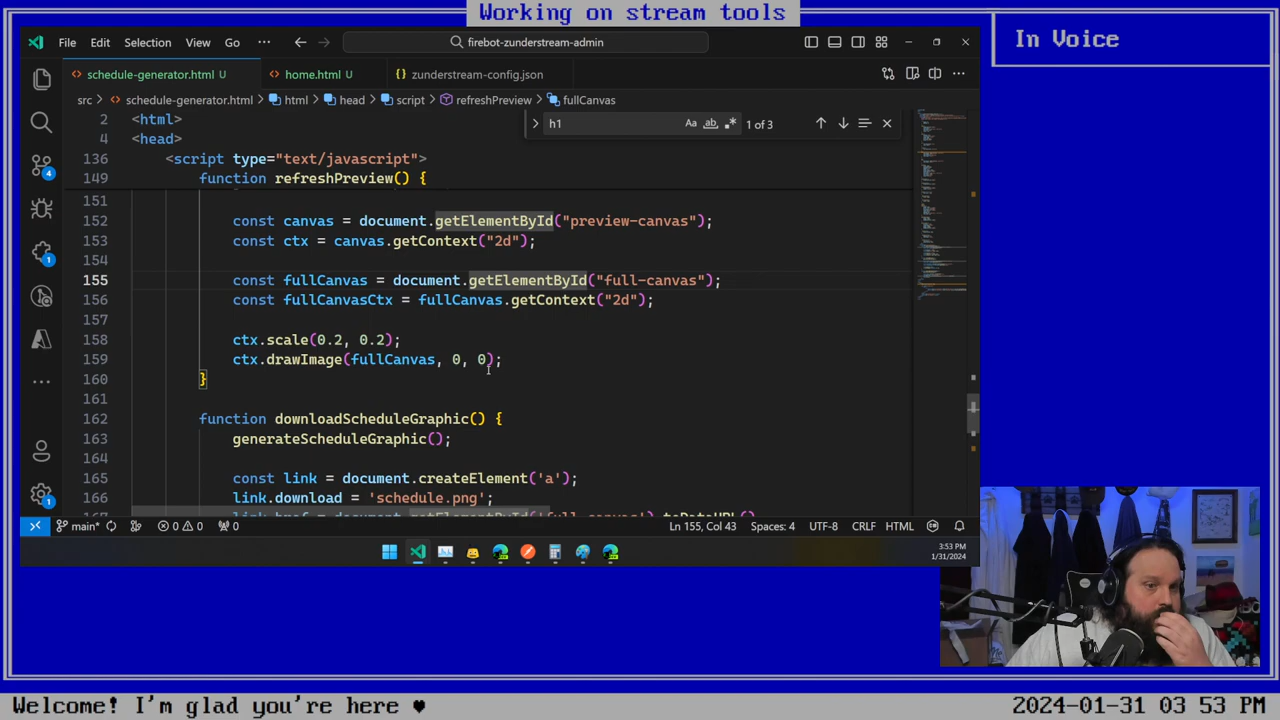 Working on stream tools
In Voice
File Edit Selection View Go ··· firebot-zunderstream-admin
schedule-generator.html U home.html U zunderstream-config.json
src > schedule-generator.html > html > head > script > refreshPreview > fullCanvas
h1 Aa ab .* 1 of 3
2 <html>
4 <head>
136 <script type="text/javascript">
149 function refreshPreview() {
151
152 const canvas = document.getElementById("preview-canvas");
153 const ctx = canvas.getContext("2d");
154
155 const fullCanvas = document.getElementById("full-canvas");
156 const fullCanvasCtx = fullCanvas.getContext("2d");
157
158 ctx.scale(0.2, 0.2);
159 ctx.drawImage(fullCanvas, 0, 0);
160 }
161
162 function downloadScheduleGraphic() {
163 generateScheduleGraphic();
164
165 const link = document.createElement('a');
166 link.download = 'schedule.png';
4
1
1
main* 0 0 0 Ln 155, Col 43 Spaces: 4 UTF-8 CRLF HTML
3:53 PM
1/31/2024
Welcome! I'm glad you're here ♥ 2024-01-31 03 53 PM